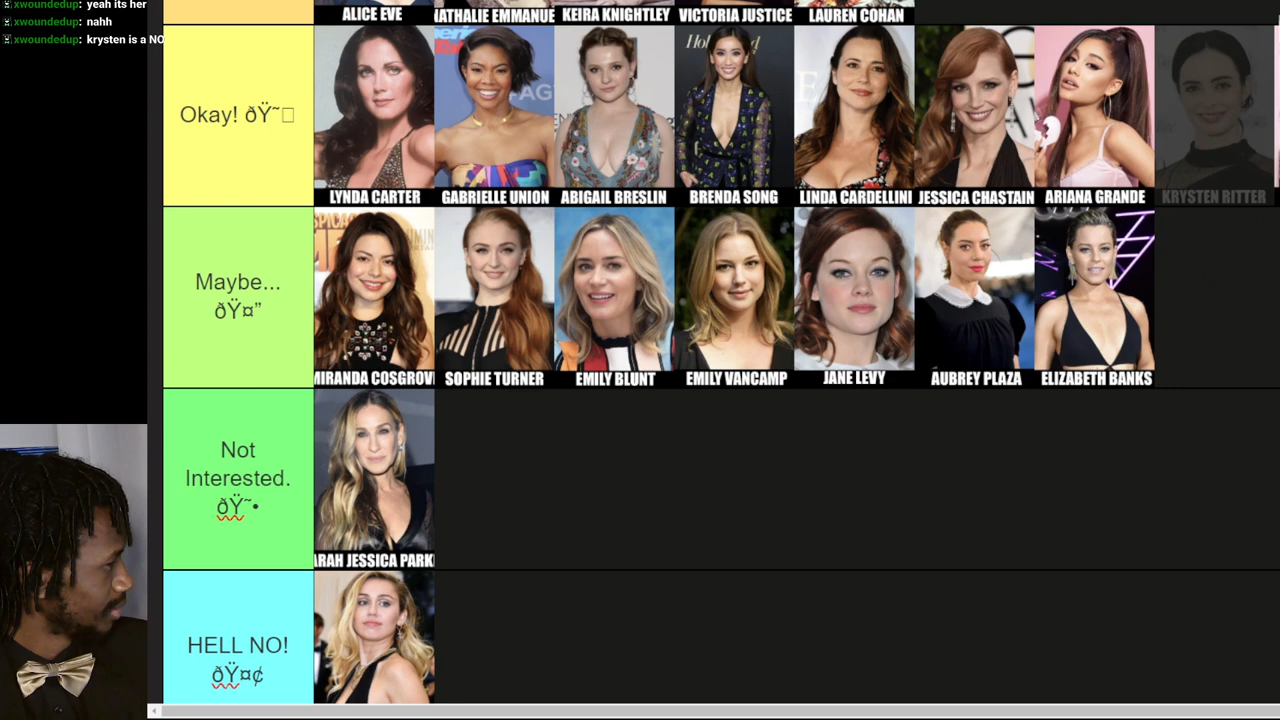 xwoundedup: yeah its her
xwoundedup: nahh
xwoundedup: krysten is a NO
ALICE EVE
NATHALIE EMMANUE
KEIRA KNIGHTLEY
VICTORIA JUSTICE
LAUREN COHAN
Okay! ðŸ˜□
LYNDA CARTER
GABRIELLE UNION
ABIGAIL BRESLIN
BRENDA SONG
LINDA CARDELLINI
JESSICA CHASTAIN
ARIANA GRANDE
KRYSTEN RITTER
Maybe...
ðŸ¤”
MIRANDA COSGROV
SOPHIE TURNER
EMILY BLUNT
EMILY VANCAMP
JANE LEVY
AUBREY PLAZA
ELIZABETH BANKS
Not
Interested.
ðŸ˜•
ARAH JESSICA PARK
HELL NO!
ðŸ¤¢